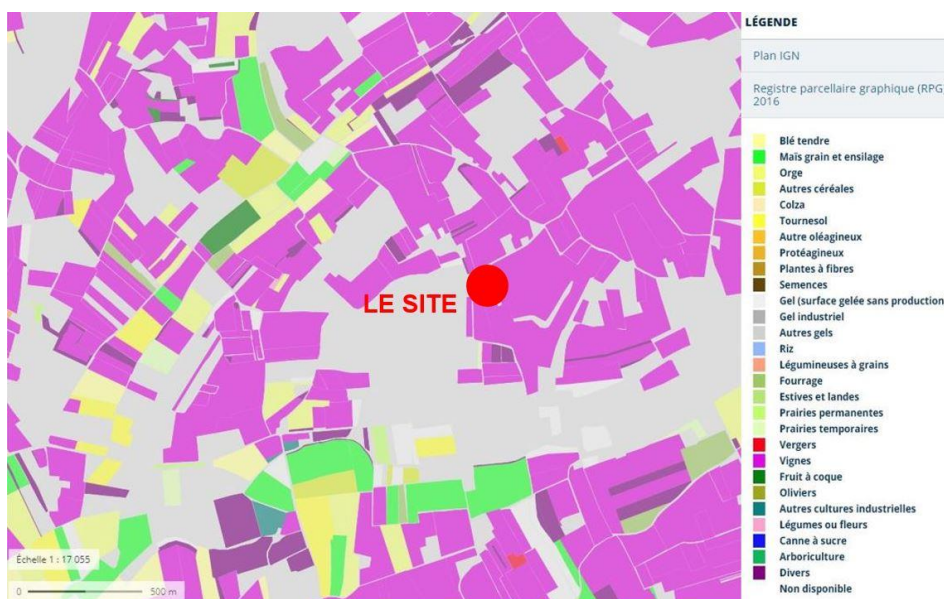 LÉGENDE
Plan IGN
Registre parcellaire graphique (RPG
2016
Blé tendre
Maïs grain et ensilage
Orge
Autres céréales
Colza
Tournesol
Autre oléagineux
Protéagineux
Plantes à fibres
Semences
Gel (surface gelée sans production
Gel industriel
Autres gels
Riz
Légumineuses à grains
Fourrage
Estives et landes
Prairies permanentes
Prairies temporaires
Vergers
Vignes
Fruit à coque
Oliviers
Autres cultures industrielles
Légumes ou fleurs
Canne à sucre
Arboriculture
Divers
Non disponible
LE SITE
Échelle 1 : 17 055
0 500 m